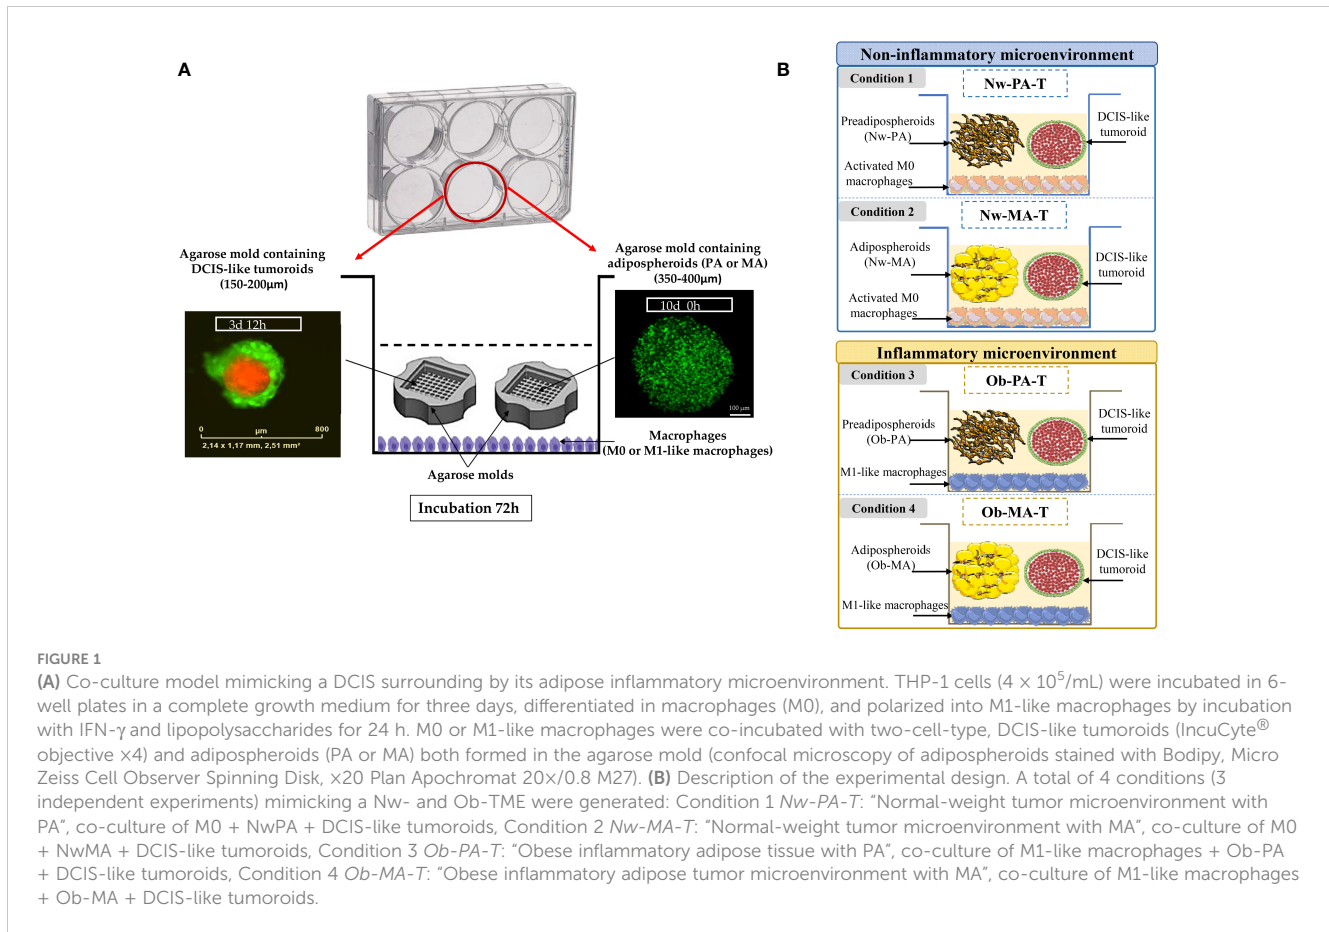 A
Agarose mold containing
DCIS-like tumoroids
(150-200µm)
Agarose mold containing
adipospheroids (PA or MA)
(350-400µm)
3d 12h
0 µm 800
2,14 x 1,17 mm, 2,51 mm²
10d 0h
100 µm
Macrophages
(M0 or M1-like macrophages)
Agarose molds
Incubation 72h
B
Non-inflammatory microenvironment
Condition 1
Nw-PA-T
Preadipospheroids
(Nw-PA)
DCIS-like
tumoroid
Activated M0
macrophages
Condition 2
Nw-MA-T
Adipospheroids
(Nw-MA)
DCIS-like
tumoroid
Activated M0
macrophages
Inflammatory microenvironment
Condition 3
Ob-PA-T
Preadipospheroids
(Ob-PA)
DCIS-like
tumoroid
M1-like macrophages
Condition 4
Ob-MA-T
Adipospheroids
(Ob-MA)
DCIS-like
tumoroid
M1-like macrophages
FIGURE 1
(A) Co-culture model mimicking a DCIS surrounding by its adipose inflammatory microenvironment. THP-1 cells (4 × 10⁵/mL) were incubated in 6-
well plates in a complete growth medium for three days, differentiated in macrophages (M0), and polarized into M1-like macrophages by incubation
with IFN-γ and lipopolysaccharides for 24 h. M0 or M1-like macrophages were co-incubated with two-cell-type, DCIS-like tumoroids (IncuCyte®
objective ×4) and adipospheroids (PA or MA) both formed in the agarose mold (confocal microscopy of adipospheroids stained with Bodipy, Micro
Zeiss Cell Observer Spinning Disk, ×20 Plan Apochromat 20×/0.8 M27). (B) Description of the experimental design. A total of 4 conditions (3
independent experiments) mimicking a Nw- and Ob-TME were generated: Condition 1 Nw-PA-T: “Normal-weight tumor microenvironment with
PA”, co-culture of M0 + NwPA + DCIS-like tumoroids, Condition 2 Nw-MA-T: “Normal-weight tumor microenvironment with MA”, co-culture of M0
+ NwMA + DCIS-like tumoroids, Condition 3 Ob-PA-T: “Obese inflammatory adipose tissue with PA”, co-culture of M1-like macrophages + Ob-PA
+ DCIS-like tumoroids, Condition 4 Ob-MA-T: “Obese inflammatory adipose tumor microenvironment with MA”, co-culture of M1-like macrophages
+ Ob-MA + DCIS-like tumoroids.